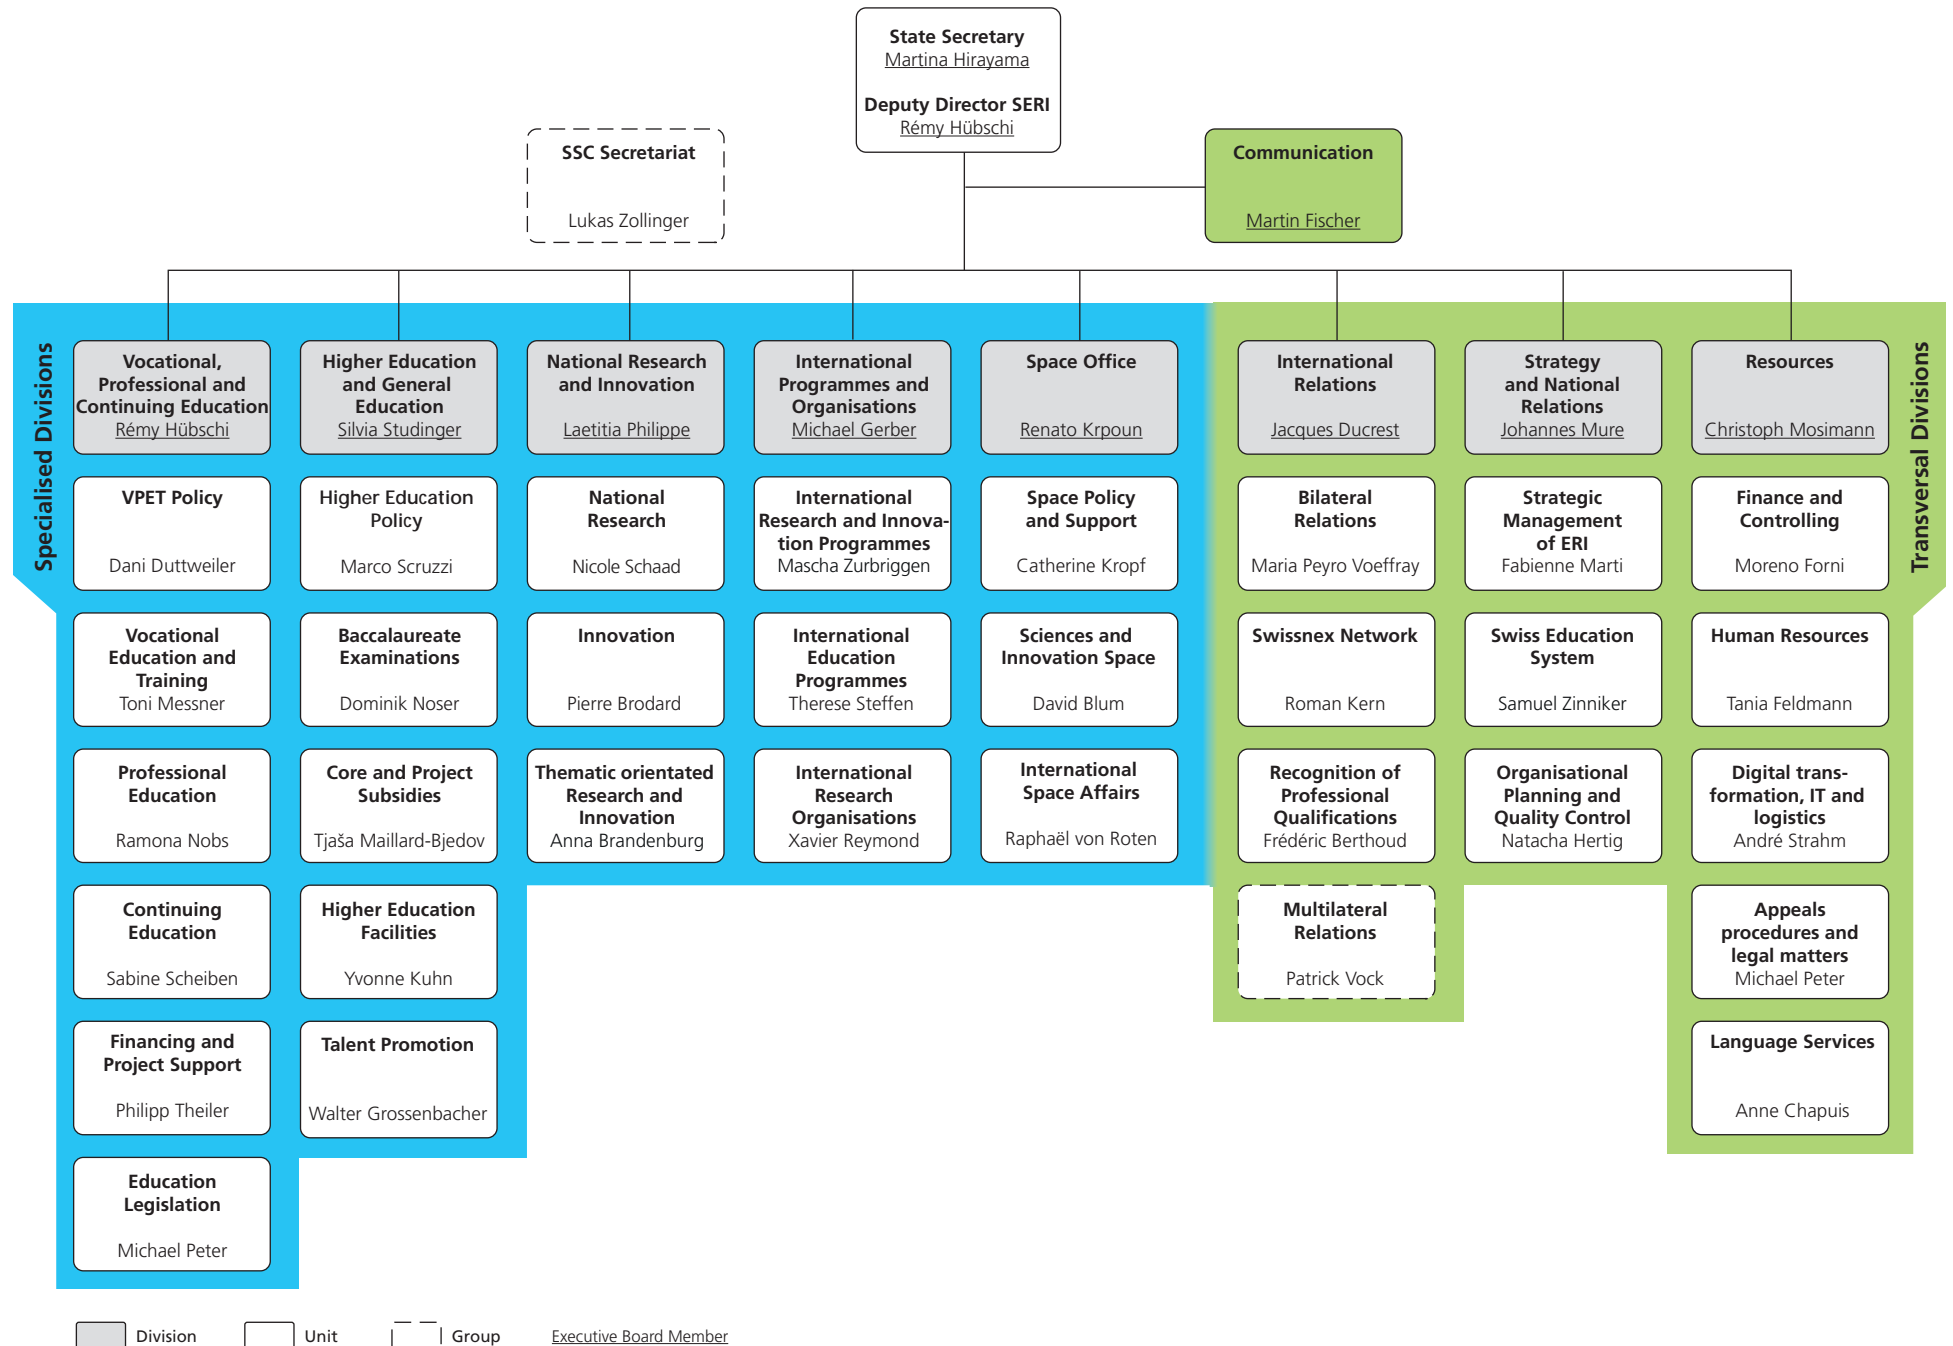 State Secretary
Martina Hirayama
Deputy Director SERI
Rémy Hübschi
SSC Secretariat
Lukas Zollinger
Communication
Martin Fischer
Specialised Divisions
Vocational,
Professional and
Continuing Education
Rémy Hübschi
VPET Policy
Dani Duttweiler
Vocational
Education and
Training
Toni Messner
Professional
Education
Ramona Nobs
Continuing
Education
Sabine Scheiben
Financing and
Project Support
Philipp Theiler
Education
Legislation
Michael Peter
Higher Education
and General
Education
Silvia Studinger
Higher Education
Policy
Marco Scruzzi
Baccalaureate
Examinations
Dominik Noser
Core and Project
Subsidies
Tjaša Maillard-Bjedov
Higher Education
Facilities
Yvonne Kuhn
Talent Promotion
Walter Grossenbacher
National Research
and Innovation
Laetitia Philippe
National
Research
Nicole Schaad
Innovation
Pierre Brodard
Thematic orientated
Research and
Innovation
Anna Brandenburg
International
Programmes and
Organisations
Michael Gerber
International
Research and Innova-
tion Programmes
Mascha Zurbriggen
International
Education
Programmes
Therese Steffen
International
Research
Organisations
Xavier Reymond
Space Office
Renato Krpoun
Space Policy
and Support
Catherine Kropf
Sciences and
Innovation Space
David Blum
International
Space Affairs
Raphaël von Roten
International
Relations
Jacques Ducrest
Bilateral
Relations
Maria Peyro Voeffray
Swissnex Network
Roman Kern
Recognition of
Professional
Qualifications
Frédéric Berthoud
Multilateral
Relations
Patrick Vock
Strategy
and National
Relations
Johannes Mure
Strategic
Management
of ERI
Fabienne Marti
Swiss Education
System
Samuel Zinniker
Organisational
Planning and
Quality Control
Natacha Hertig
Resources
Christoph Mosimann
Finance and
Controlling
Moreno Forni
Human Resources
Tania Feldmann
Digital trans-
formation, IT and
logistics
André Strahm
Appeals
procedures and
legal matters
Michael Peter
Language Services
Anne Chapuis
Transversal Divisions
Division
Unit
Group
Executive Board Member